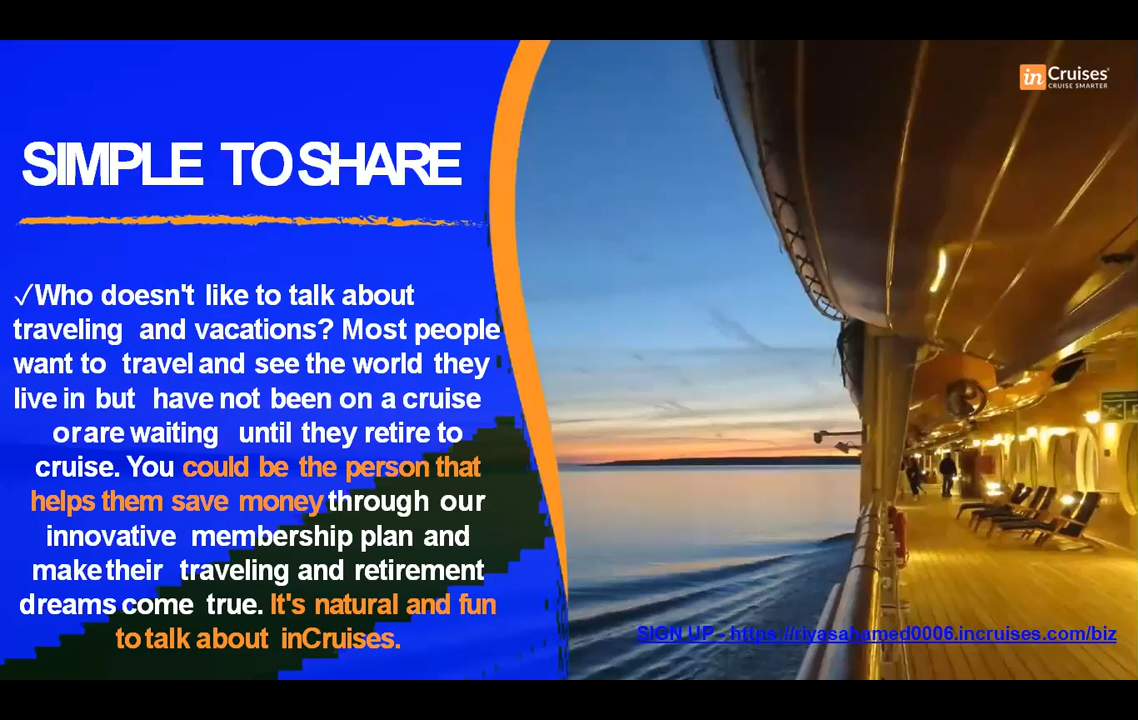 in Cruises®
CRUISE SMARTER
SIMPLE TO SHARE
✓Who doesn't like to talk about
traveling and vacations? Most people
want to travel and see the world they
live in but have not been on a cruise
or are waiting until they retire to
cruise. You could be the person that
helps them save money through our
innovative membership plan and
make their traveling and retirement
dreams come true. It's natural and fun
to talk about inCruises.
SIGN UP - https://riyasahamed0006.incruises.com/biz